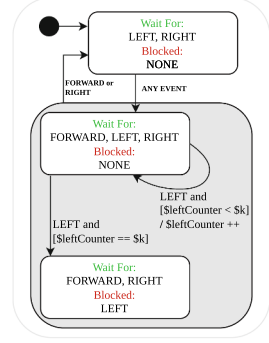 Wait For:
LEFT, RIGHT
Blocked:
NONE
FORWARD or
RIGHT
ANY EVENT
Wait For:
FORWARD, LEFT, RIGHT
Blocked:
NONE
LEFT and
[$leftCounter < $k]
/ $leftCounter ++
LEFT and
[$leftCounter == $k]
Wait For:
FORWARD, RIGHT
Blocked:
LEFT